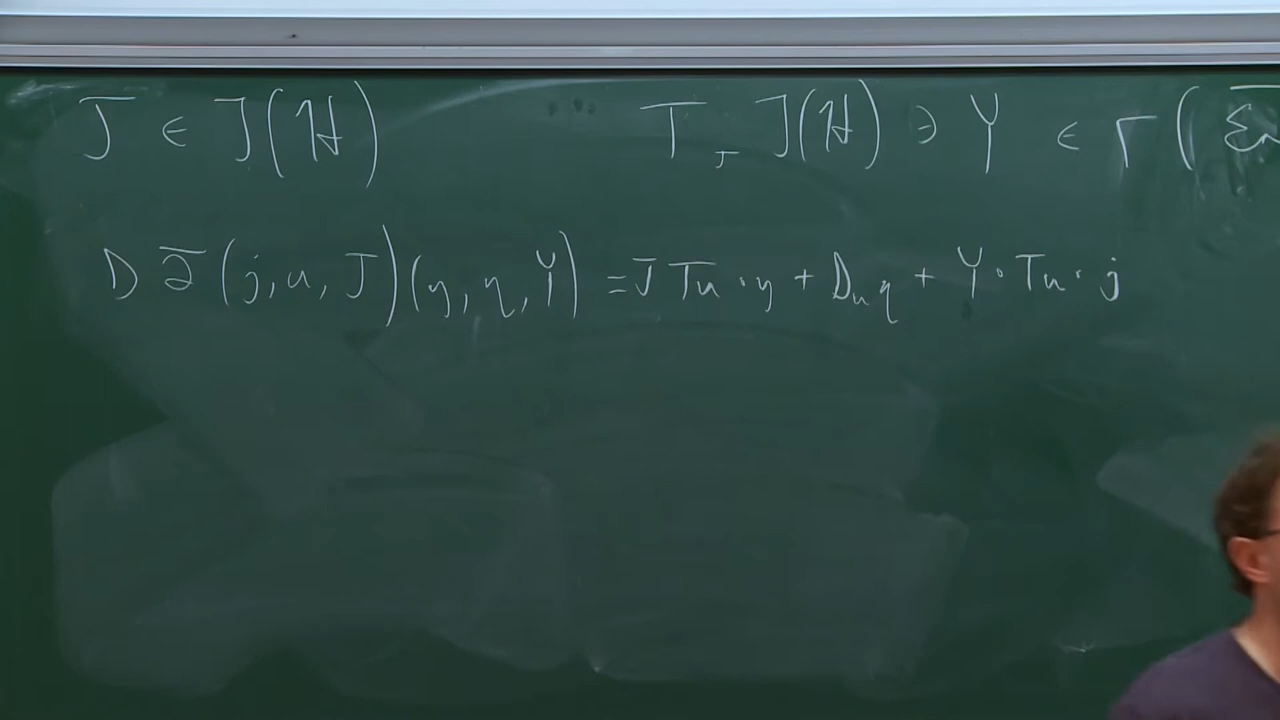 J ∈ J(H) T_J J(H) ∋ Y ∈ Γ(
D ∂̄(j, u, J)(y, η, Y) = J Tu · y + D_u η + Y ∘ Tu ∘ j